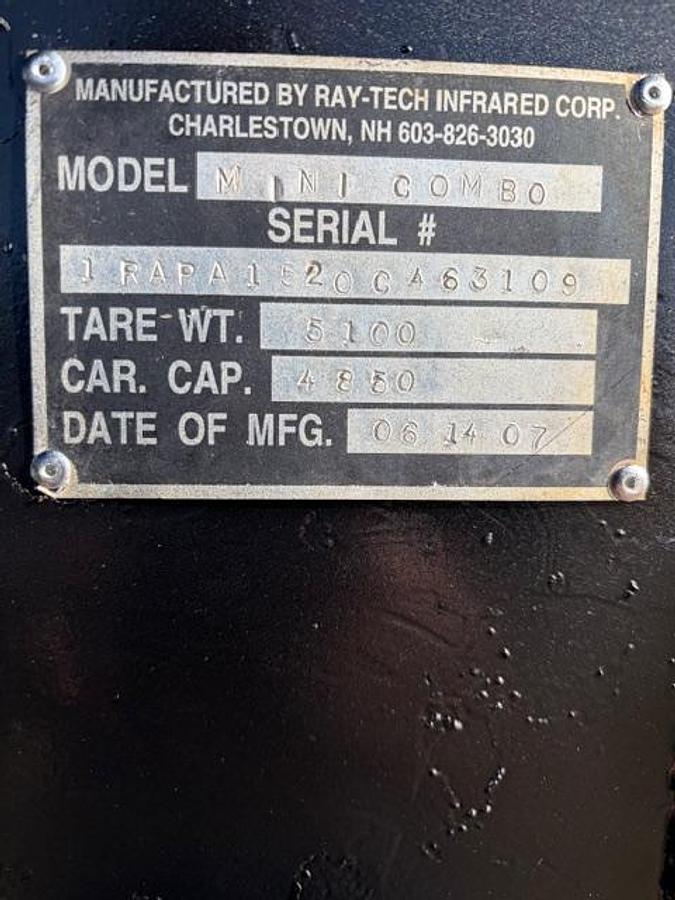 MANUFACTURED BY RAY-TECH INFRARED CORP.
CHARLESTOWN, NH 603-826-3030
MODEL MINI COMBO
SERIAL #
1RAPA1520C463109
TARE WT. 5100
CAR. CAP. 4850
DATE OF MFG. 06 14 07